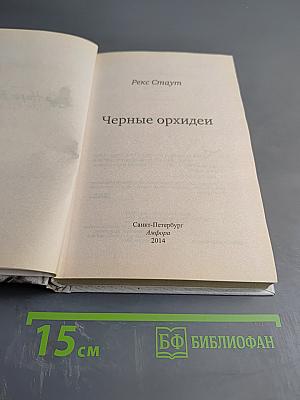 Рекс Стаут
Черные орхидеи
Санкт-Петербург
Амфора
2014
15 см
БФ БИБЛИОФАН